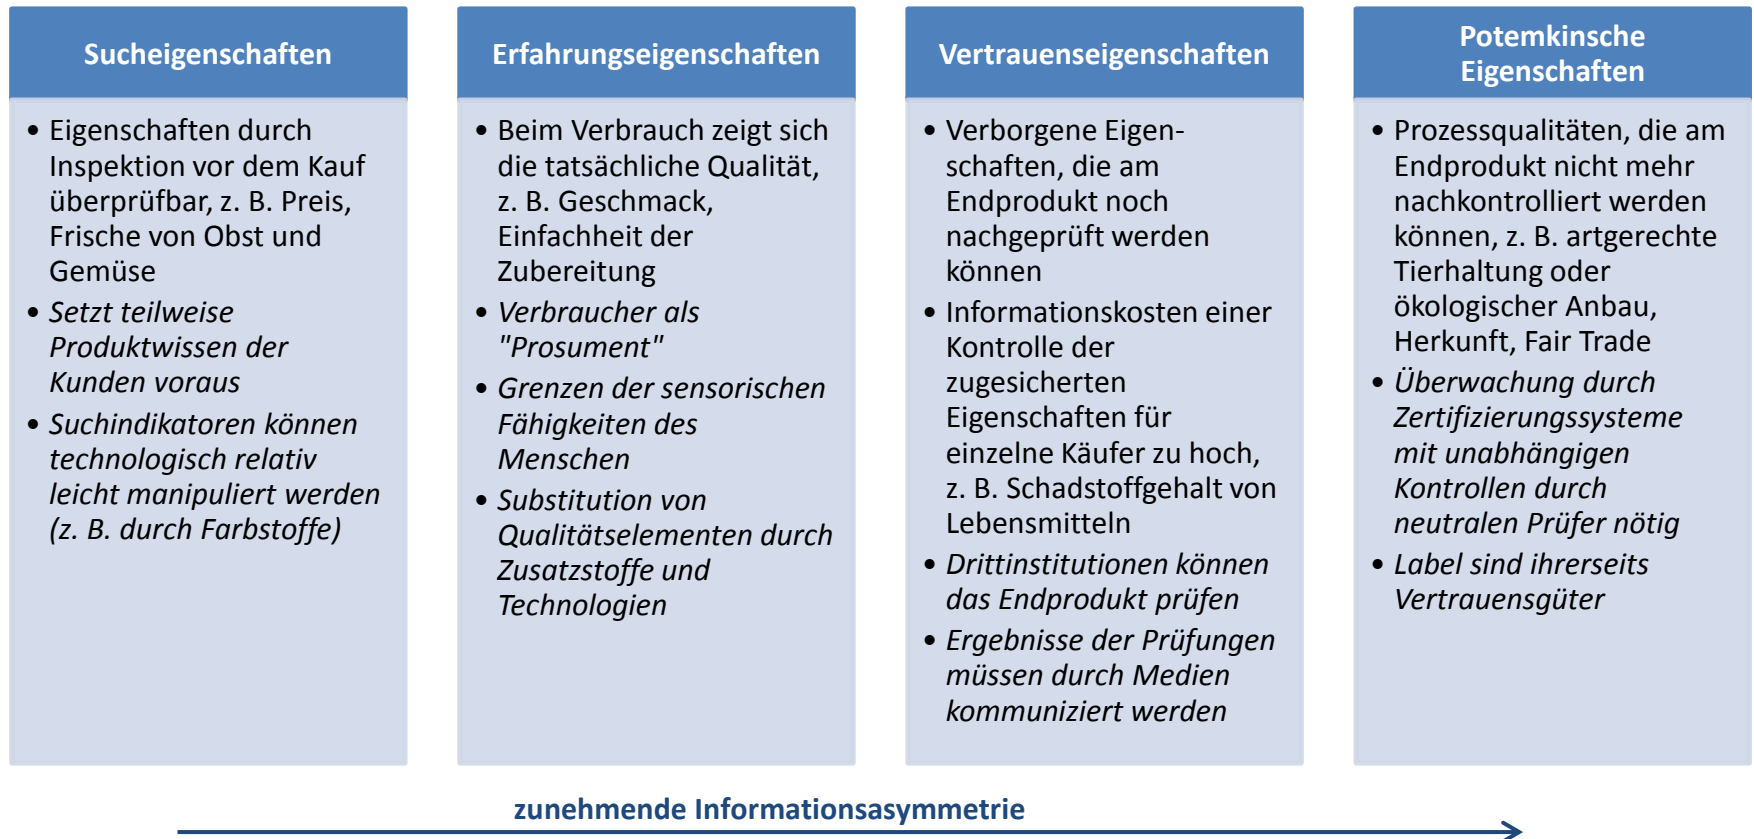 Sucheigenschaften
• Eigenschaften durch
Inspektion vor dem Kauf
überprüfbar, z. B. Preis,
Frische von Obst und
Gemüse
• Setzt teilweise
Produktwissen der
Kunden voraus
• Suchindikatoren können
technologisch relativ
leicht manipuliert werden
(z. B. durch Farbstoffe)
Erfahrungseigenschaften
• Beim Verbrauch zeigt sich
die tatsächliche Qualität,
z. B. Geschmack,
Einfachheit der
Zubereitung
• Verbraucher als
"Prosument"
• Grenzen der sensorischen
Fähigkeiten des
Menschen
• Substitution von
Qualitätselementen durch
Zusatzstoffe und
Technologien
Vertrauenseigenschaften
• Verborgene Eigen-
schaften, die am
Endprodukt noch
nachgeprüft werden
können
• Informationskosten einer
Kontrolle der
zugesicherten
Eigenschaften für
einzelne Käufer zu hoch,
z. B. Schadstoffgehalt von
Lebensmitteln
• Drittinstitutionen können
das Endprodukt prüfen
• Ergebnisse der Prüfungen
müssen durch Medien
kommuniziert werden
Potemkinsche
Eigenschaften
• Prozessqualitäten, die am
Endprodukt nicht mehr
nachkontrolliert werden
können, z. B. artgerechte
Tierhaltung oder
ökologischer Anbau,
Herkunft, Fair Trade
• Überwachung durch
Zertifizierungssysteme
mit unabhängigen
Kontrollen durch
neutralen Prüfer nötig
• Label sind ihrerseits
Vertrauensgüter
zunehmende Informationsasymmetrie